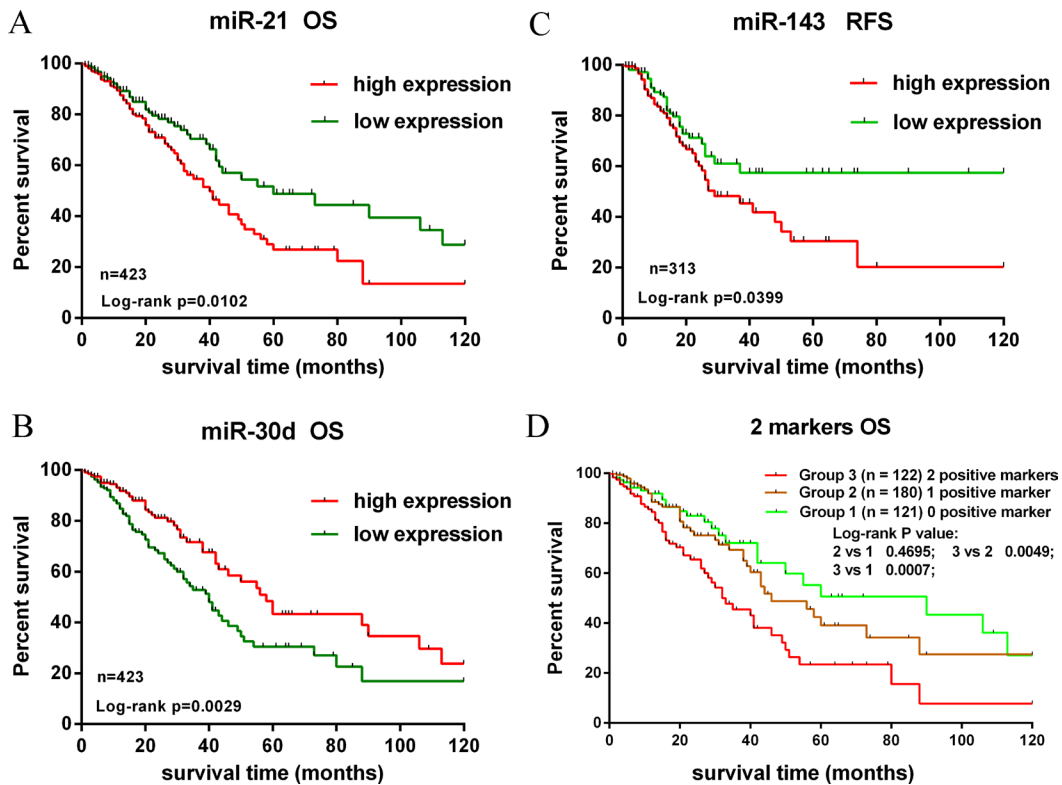 A
miR-21 OS
Percent survival
100
80
60
40
20
0
high expression
low expression
n=423
Log-rank p=0.0102
0 20 40 60 80 100 120
survival time (months)
C
miR-143 RFS
Percent survival
100
80
60
40
20
0
high expression
low expression
n=313
Log-rank p=0.0399
0 20 40 60 80 100 120
survival time (months)
B
miR-30d OS
Percent survival
100
80
60
40
20
0
high expression
low expression
n=423
Log-rank p=0.0029
0 20 40 60 80 100 120
survival time (months)
D
2 markers OS
Percent survival
100
80
60
40
20
0
Group 3 (n = 122) 2 positive markers
Group 2 (n = 180) 1 positive marker
Group 1 (n = 121) 0 positive marker
Log-rank P value:
2 vs 1 0.4695; 3 vs 2 0.0049;
3 vs 1 0.0007;
0 20 40 60 80 100 120
survival time (months)